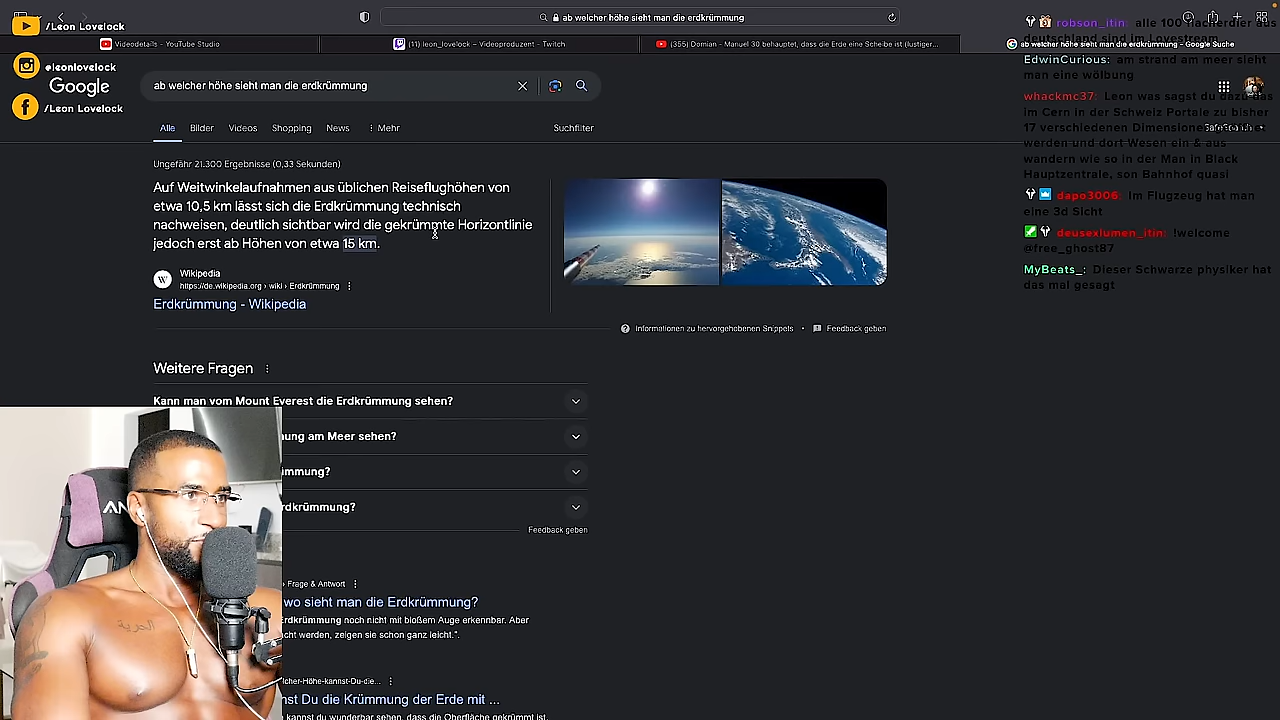 /Leon Lovelock
@leonlovelock
/Leon Lovelock
ab welcher höhe sieht man die erdkrümmung
Videodetails - YouTube Studio
(11) leon_lovelock – Videoproduzent - Twitch
(355) Domian - Manuel 30 behauptet, dass die Erde eine Scheibe ist (lustiger...
ab welcher höhe sieht man die erdkrümmung - Google Suche
Google
ab welcher höhe sieht man die erdkrümmung
Alle
Bilder
Videos
Shopping
News
Mehr
Suchfilter
SafeSearch
Ungefähr 21.300 Ergebnisse (0,33 Sekunden)
Auf Weitwinkelaufnahmen aus üblichen Reiseflughöhen von
etwa 10,5 km lässt sich die Erdkrümmung technisch
nachweisen, deutlich sichtbar wird die gekrümmte Horizontlinie
jedoch erst ab Höhen von etwa 15 km.
W
Wikipedia
https://de.wikipedia.org › wiki › Erdkrümmung
Erdkrümmung - Wikipedia
Informationen zu hervorgehobenen Snippets
Feedback geben
Weitere Fragen
Kann man vom Mount Everest die Erdkrümmung sehen?
ung am Meer sehen?
mmung?
rdkrümmung?
Feedback geben
› Frage & Antwort
wo sieht man die Erdkrümmung?
Erdkrümmung noch nicht mit bloßem Auge erkennbar. Aber
cht werden, zeigen sie schon ganz leicht.".
lcher-Höhe-kannst-Du-die...
nst Du die Krümmung der Erde mit ...
kannst du wunderbar sehen, dass die Oberfläche gekrümmt ist.
AN
robson_itin: alle 100 flacherdler aus
deutschland sind im Lovestream
EdwinCurious: am strand am meer sieht
man eine wölbung
whackmc37: Leon was sagst du dazu das
im Cern in der Schweiz Portale zu bisher
17 verschiedenen Dimensionen
werden und dort Wesen ein & aus
wandern wie so in der Man in Black
Hauptzentrale, son Bahnhof quasi
dapo3006: Im Flugzeug hat man
eine 3d Sicht
deusexlumen_itin: !welcome
@free_ghost87
MyBeats_: Dieser Schwarze physiker hat
das mal gesagt